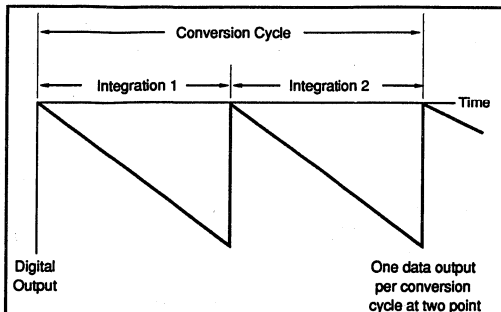 Conversion Cycle
Integration 1
Integration 2
Time
Digital
Output
One data output
per conversion
cycle at two point